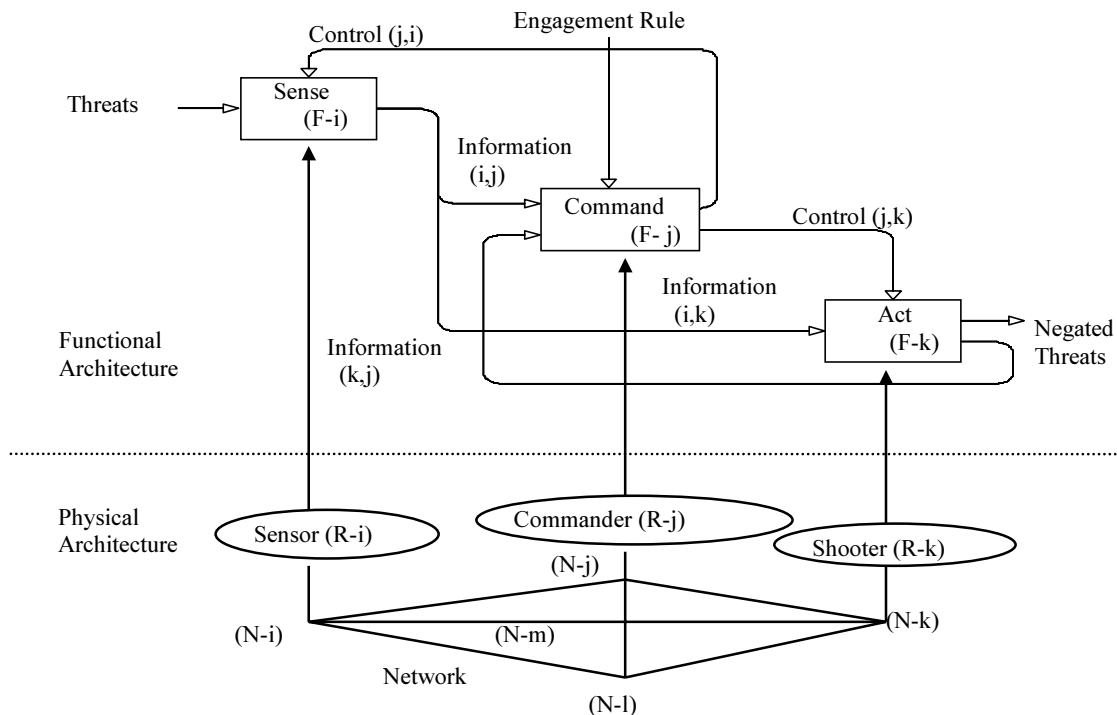 Engagement Rule
Control (j,i)
Sense
(F-i)
Threats
Information
(i,j)
Command
(F- j)
Control (j,k)
Information
(i,k)
Act
(F-k)
Negated
Threats
Functional
Architecture
Information
(k,j)
Physical
Architecture
Sensor (R-i)
Commander (R-j)
Shooter (R-k)
(N-j)
(N-i)
(N-m)
(N-k)
Network
(N-l)